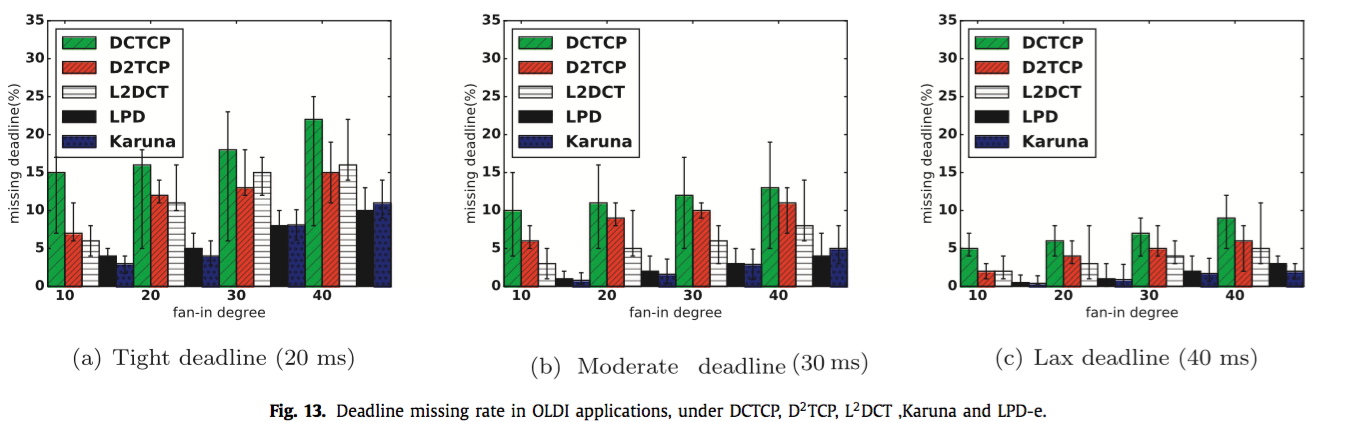 35
30
25
20
15
10
5
0
missing deadline(%)
DCTCP
D2TCP
L2DCT
LPD
Karuna
10 20 30 40
fan-in degree
(a) Tight deadline (20 ms)
35
30
25
20
15
10
5
0
missing deadline(%)
DCTCP
D2TCP
L2DCT
LPD
Karuna
10 20 30 40
fan-in degree
(b) Moderate deadline (30 ms)
35
30
25
20
15
10
5
0
missing deadline(%)
DCTCP
D2TCP
L2DCT
LPD
Karuna
10 20 30 40
fan-in degree
(c) Lax deadline (40 ms)
Fig. 13. Deadline missing rate in OLDI applications, under DCTCP, D²TCP, L²DCT ,Karuna and LPD-e.